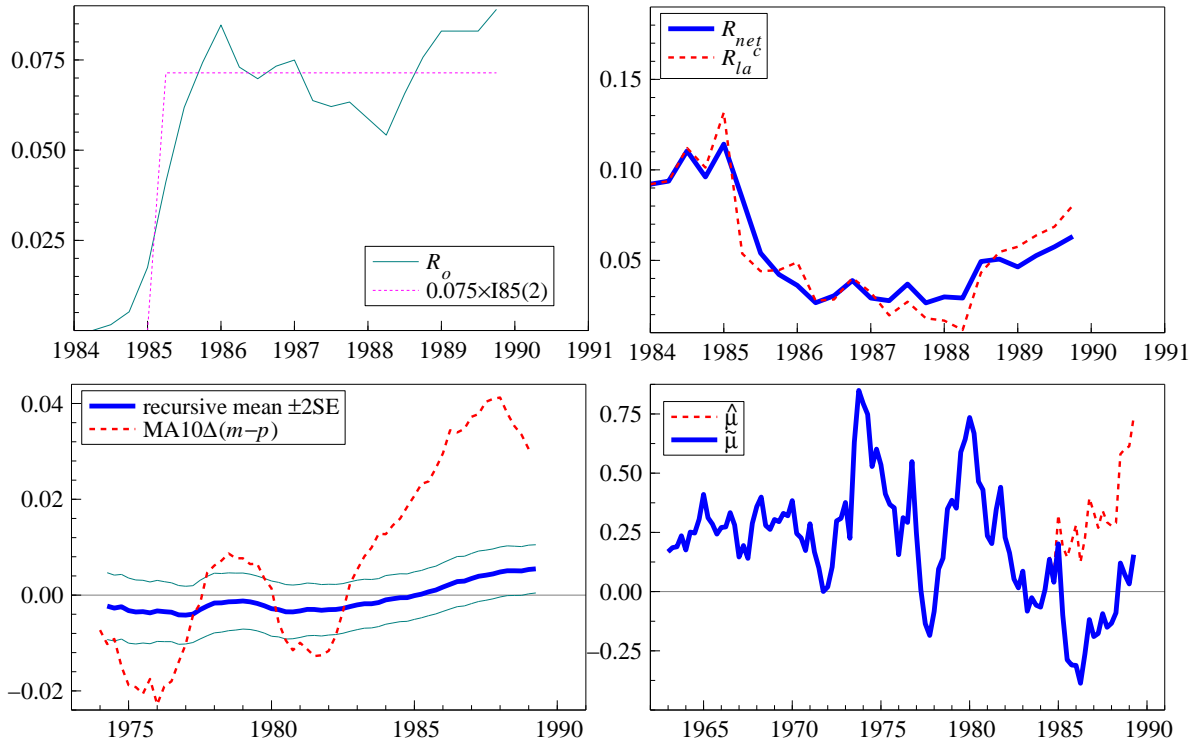 0.075
0.050
0.025
R_o
0.075×I85(2)
1984 1985 1986 1987 1988 1989 1990 1991
0.15
0.10
0.05
R_net
R_la^c
1984 1985 1986 1987 1988 1989 1990 1991
0.04
0.02
0.00
−0.02
recursive mean ±2SE
MA10Δ(m−p)
1975 1980 1985 1990
0.75
0.50
0.25
0.00
−0.25
μ̂
μ̃
1965 1970 1975 1980 1985 1990